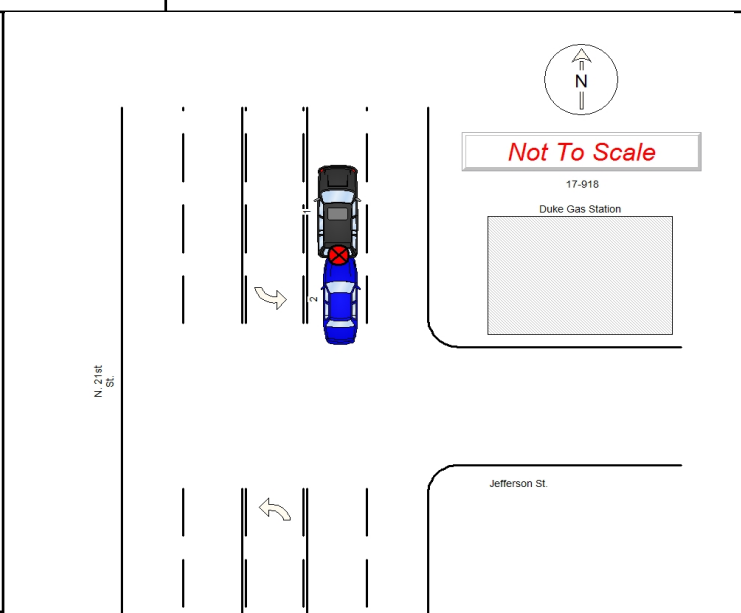 N
Not To Scale
17-918
Duke Gas Station
1
2
N. 21st
St.
Jefferson St.